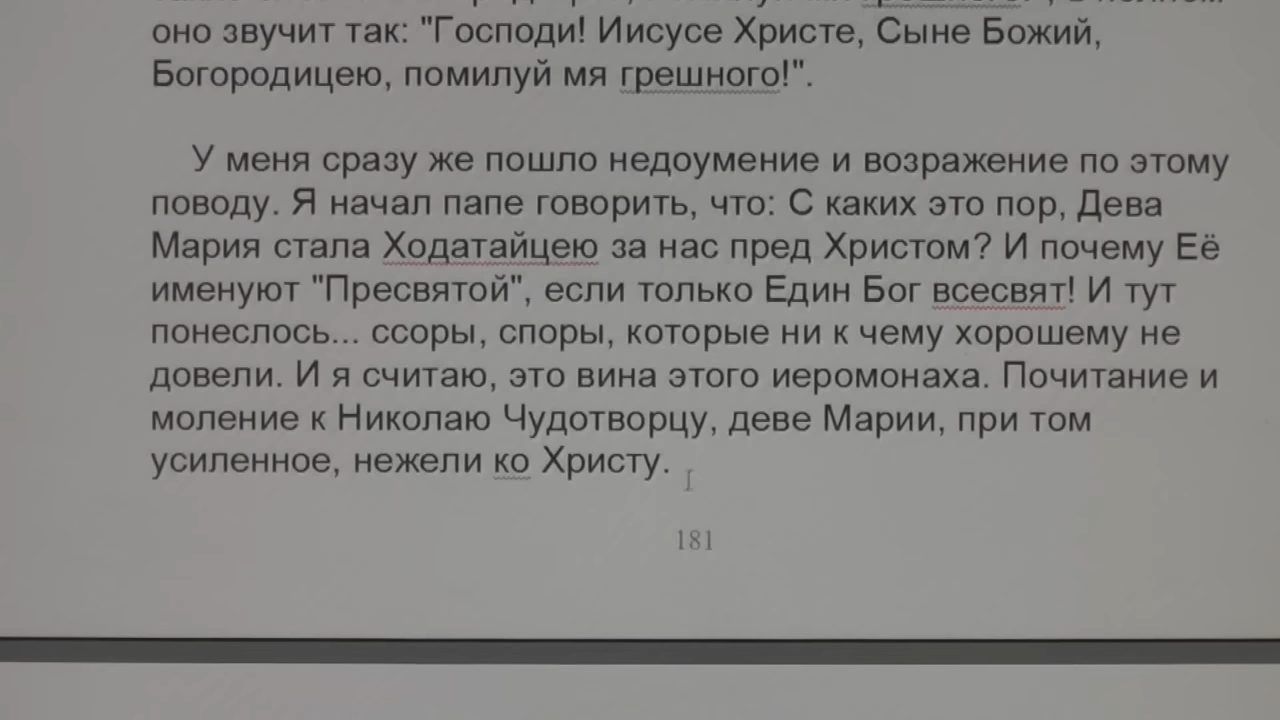 оно звучит так: "Господи! Иисусе Христе, Сыне Божий,
Богородицею, помилуй мя грешного!".
У меня сразу же пошло недоумение и возражение по этому
поводу. Я начал папе говорить, что: С каких это пор, Дева
Мария стала Ходатайцею за нас пред Христом? И почему Её
именуют "Пресвятой", если только Един Бог всесвят! И тут
понеслось... ссоры, споры, которые ни к чему хорошему не
довели. И я считаю, это вина этого иеромонаха. Почитание и
моление к Николаю Чудотворцу, деве Марии, при том
усиленное, нежели ко Христу.
181